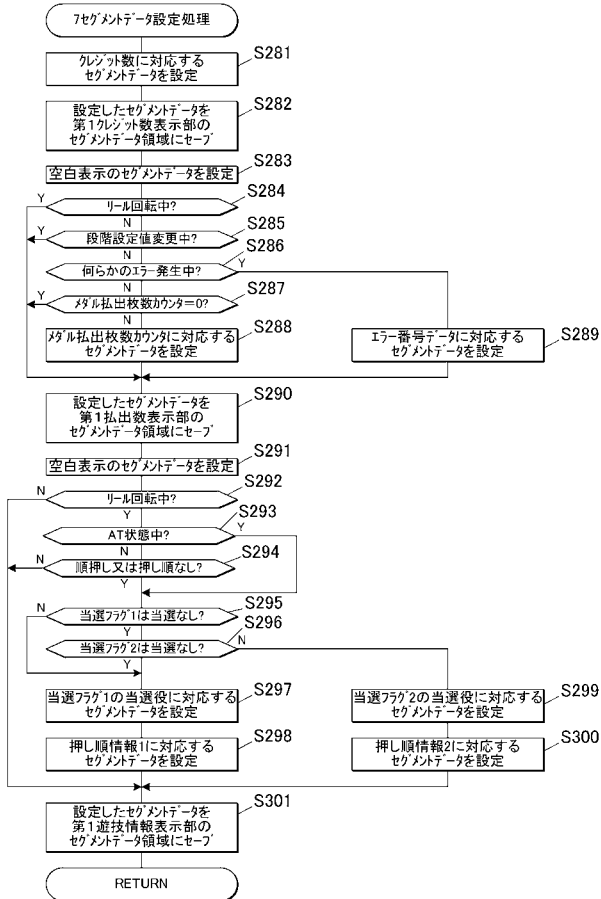 7セグメントデータ設定処理
クレジット数に対応する
セグメントデータを設定
S281
設定したセグメントデータを
第1クレジット数表示部の
セグメントデータ領域にセーブ
S282
空白表示のセグメントデータを設定
S283
リール回転中?
S284
Y
N
段階設定値変更中?
S285
Y
N
何らかのエラー発生中?
S286
Y
N
メダル払出枚数カウンタ=0?
S287
Y
N
メダル払出枚数カウンタに対応する
セグメントデータを設定
S288
エラー番号データに対応する
セグメントデータを設定
S289
設定したセグメントデータを
第1払出数表示部の
セグメントデータ領域にセーブ
S290
空白表示のセグメントデータを設定
S291
リール回転中?
S292
N
Y
AT状態中?
S293
Y
N
順押し又は押し順なし?
S294
N
Y
当選フラグ1は当選なし?
S295
N
Y
当選フラグ2は当選なし?
S296
N
Y
当選フラグ1の当選役に対応する
セグメントデータを設定
S297
当選フラグ2の当選役に対応する
セグメントデータを設定
S299
押し順情報1に対応する
セグメントデータを設定
S298
押し順情報2に対応する
セグメントデータを設定
S300
設定したセグメントデータを
第1遊技情報表示部の
セグメントデータ領域にセーブ
S301
RETURN